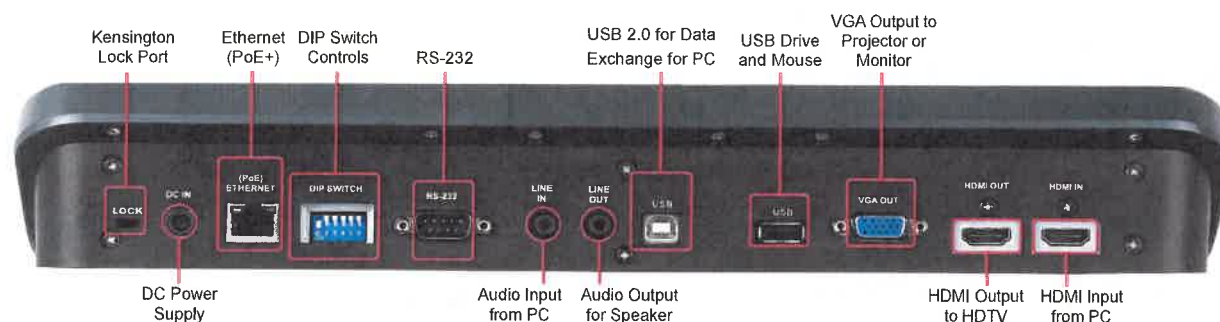 Kensington
Lock Port
Ethernet
(PoE+)
DIP Switch
Controls
RS-232
USB 2.0 for Data
Exchange for PC
USB Drive
and Mouse
VGA Output to
Projector or
Monitor
LOCK
DC IN
(PoE)
ETHERNET
DIP SWITCH
RS-232
LINE
IN
LINE
OUT
USB
USB
VGA OUT
HDMI OUT
HDMI IN
DC Power
Supply
Audio Input
from PC
Audio Output
for Speaker
HDMI Output
to HDTV
HDMI Input
from PC